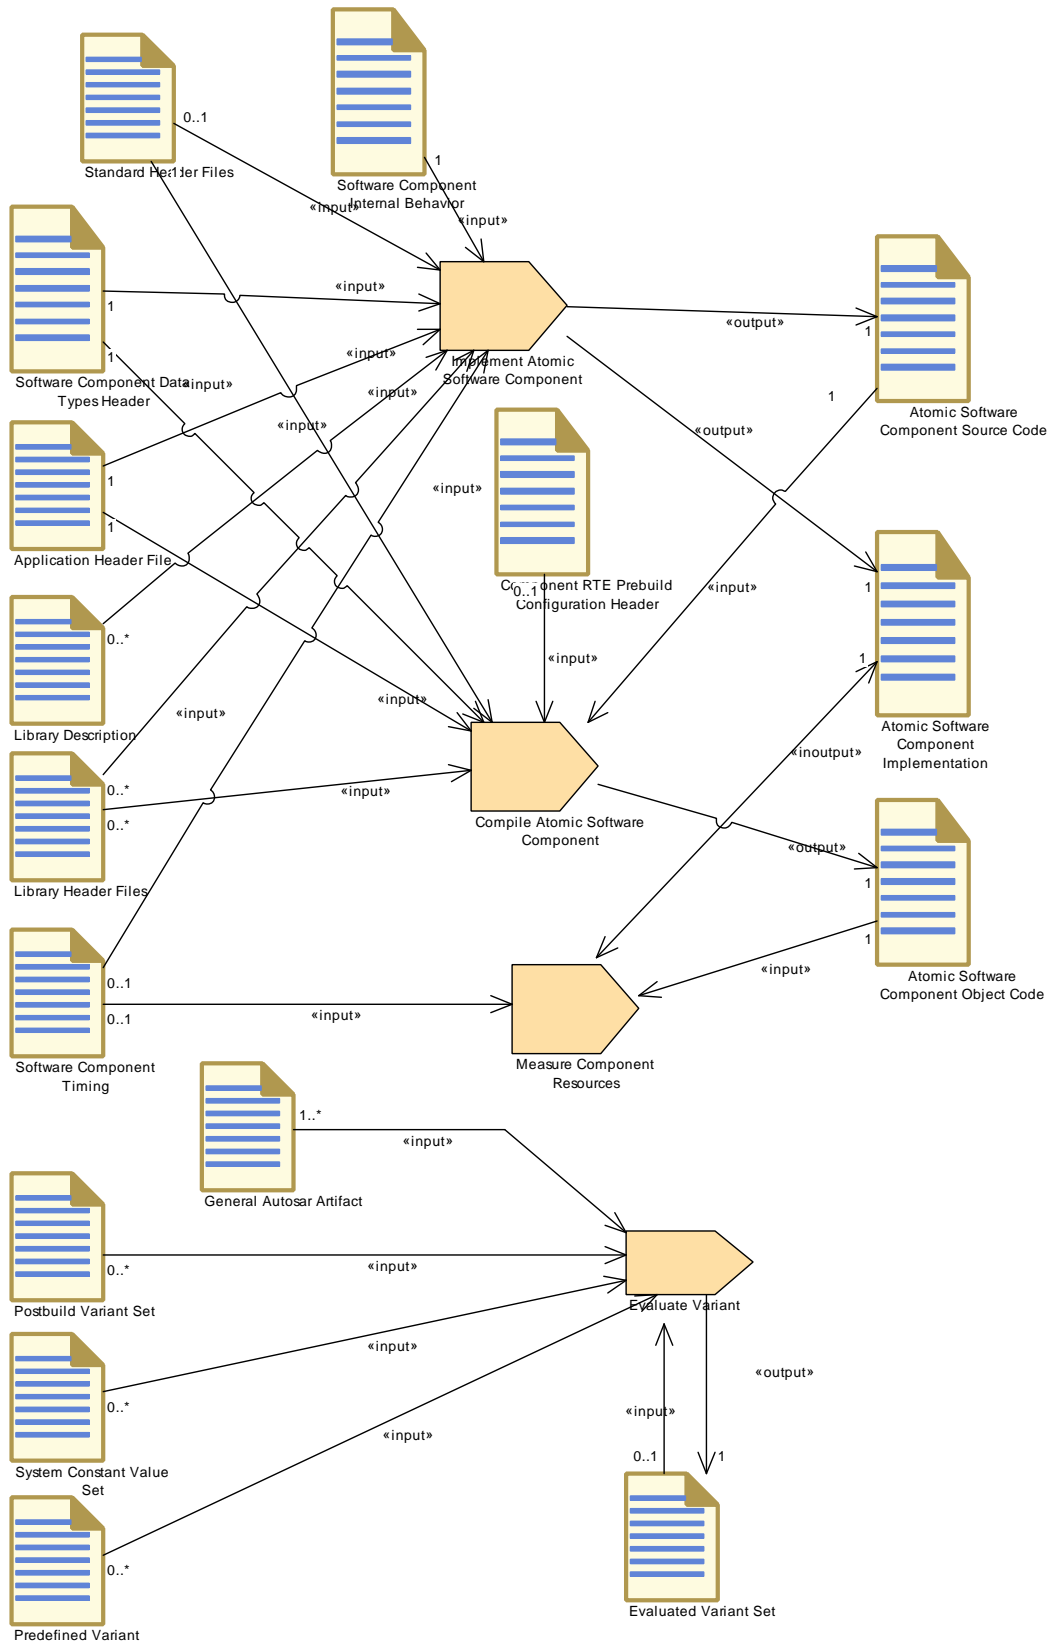 0..1
1
Standard Header Files
1
Software Component
Internal Behavior
«input»
«input»
«input»
1
«output»
1
«input»
Implement Atomic
Software Component
1
Software Component Data
Types Header
«input»
«input»
1
Atomic Software
Component Source Code
«input»
«output»
1
1
«input»
Application Header File
Component RTE Prebuild
Configuration Header
0..1
«input»
1
0..*
«input»
1
Library Description
«input»
«input»
Atomic Software
Component
Implementation
«inoutput»
0..*
«input»
0..*
Compile Atomic Software
Component
«output»
Library Header Files
1
1
0..1
«input»
Atomic Software
Component Object Code
0..1
«input»
Software Component
Timing
Measure Component
Resources
1..*
«input»
General Autosar Artifact
0..*
«input»
Postbuild Variant Set
Evaluate Variant
«input»
«output»
0..*
«input»
«input»
0..1
1
System Constant Value
Set
0..*
Evaluated Variant Set
Predefined Variant